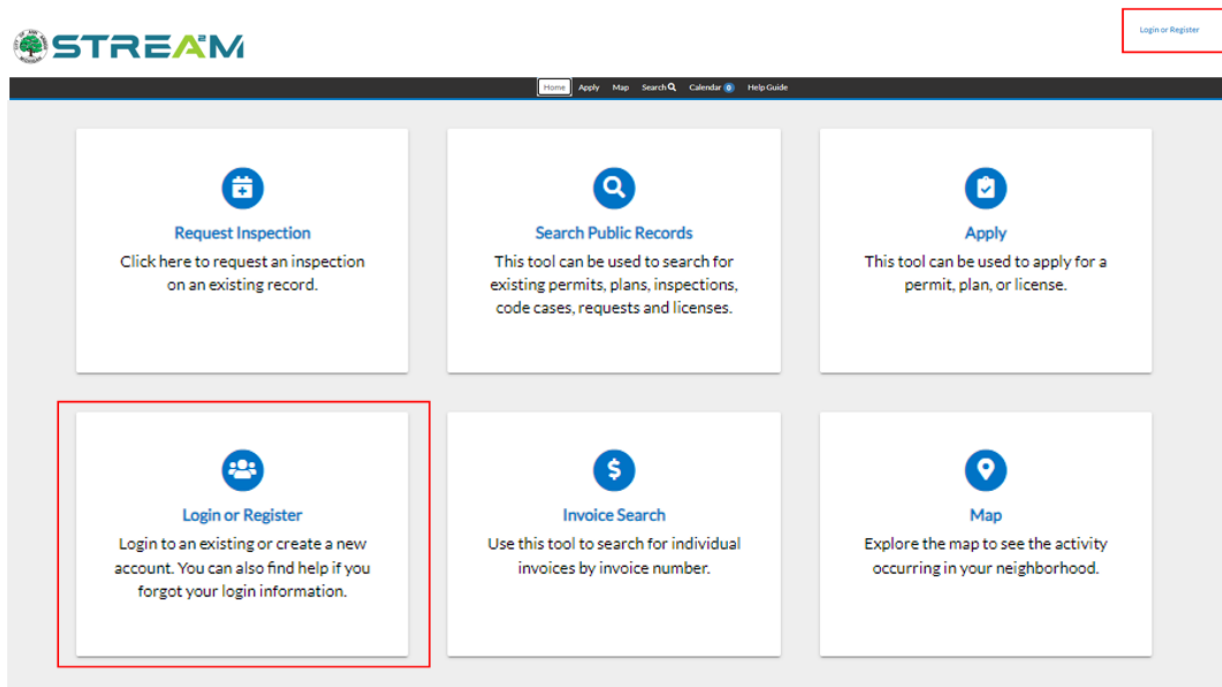 Login or Register
STREA2M
Home Apply Map Search Calendar 0 Help Guide
Request Inspection
Click here to request an inspection
on an existing record.
Search Public Records
This tool can be used to search for
existing permits, plans, inspections,
code cases, requests and licenses.
Apply
This tool can be used to apply for a
permit, plan, or license.
Login or Register
Login to an existing or create a new
account. You can also find help if you
forgot your login information.
Invoice Search
Use this tool to search for individual
invoices by invoice number.
Map
Explore the map to see the activity
occurring in your neighborhood.